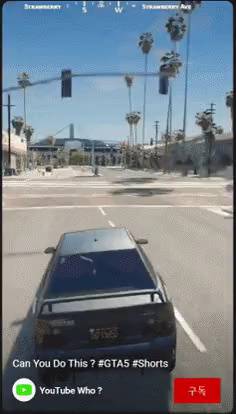 Strawberry S W Strawberry Ave
Can You Do This ? #GTA5 #Shorts
YouTube Who ?
구독